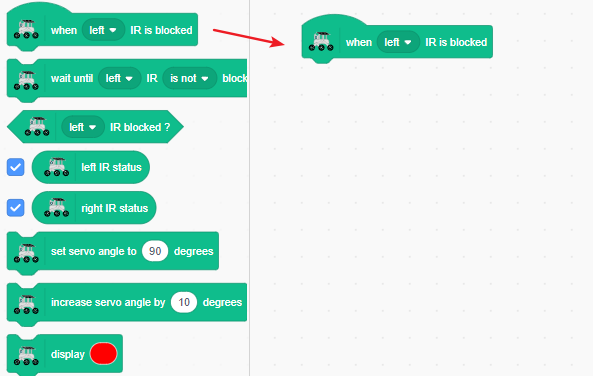 when left IR is blocked
when left IR is blocked
wait until left IR is not block
left IR blocked ?
left IR status
right IR status
set servo angle to 90 degrees
increase servo angle by 10 degrees
display